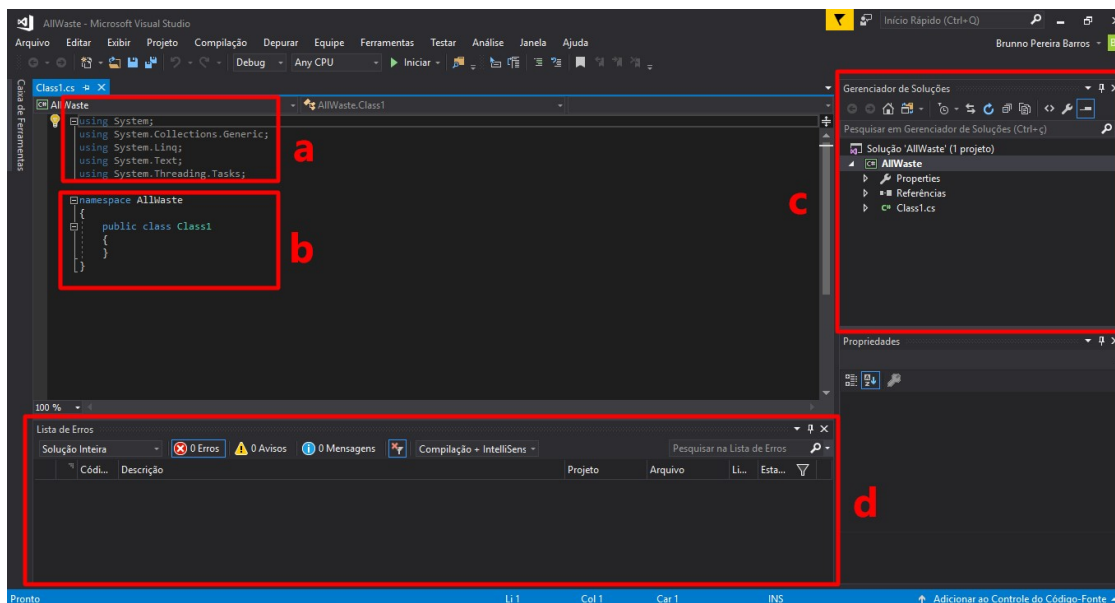 AllWaste - Microsoft Visual Studio
Início Rápido (Ctrl+Q)
Arquivo Editar Exibir Projeto Compilação Depurar Equipe Ferramentas Testar Análise Janela Ajuda
Brunno Pereira Barros
Debug Any CPU Iniciar
Caixa de Ferramentas
Class1.cs
AllWaste AllWaste.Class1
using System;
using System.Collections.Generic;
using System.Linq;
using System.Text;
using System.Threading.Tasks;
a
namespace AllWaste
{
public class Class1
{
}
}
b
100 %
Gerenciador de Soluções
Pesquisar em Gerenciador de Soluções (Ctrl+ç)
Solução 'AllWaste' (1 projeto)
C# AllWaste
Properties
Referências
C# Class1.cs
c
Propriedades
Lista de Erros
Solução Inteira 0 Erros 0 Avisos 0 Mensagens Compilação + IntelliSens Pesquisar na Lista de Erros
Códi... Descrição Projeto Arquivo Li... Esta...
d
Pronto Li 1 Col 1 Car 1 INS Adicionar ao Controle do Código-Fonte